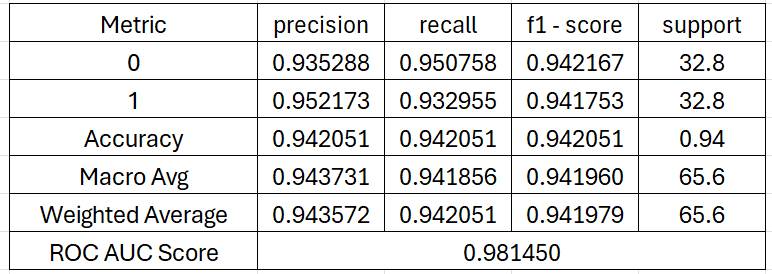 Metric precision recall f1 - score support
0 0.935288 0.950758 0.942167 32.8
1 0.952173 0.932955 0.941753 32.8
Accuracy 0.942051 0.942051 0.942051 0.94
Macro Avg 0.943731 0.941856 0.941960 65.6
Weighted Average 0.943572 0.942051 0.941979 65.6
ROC AUC Score 0.981450